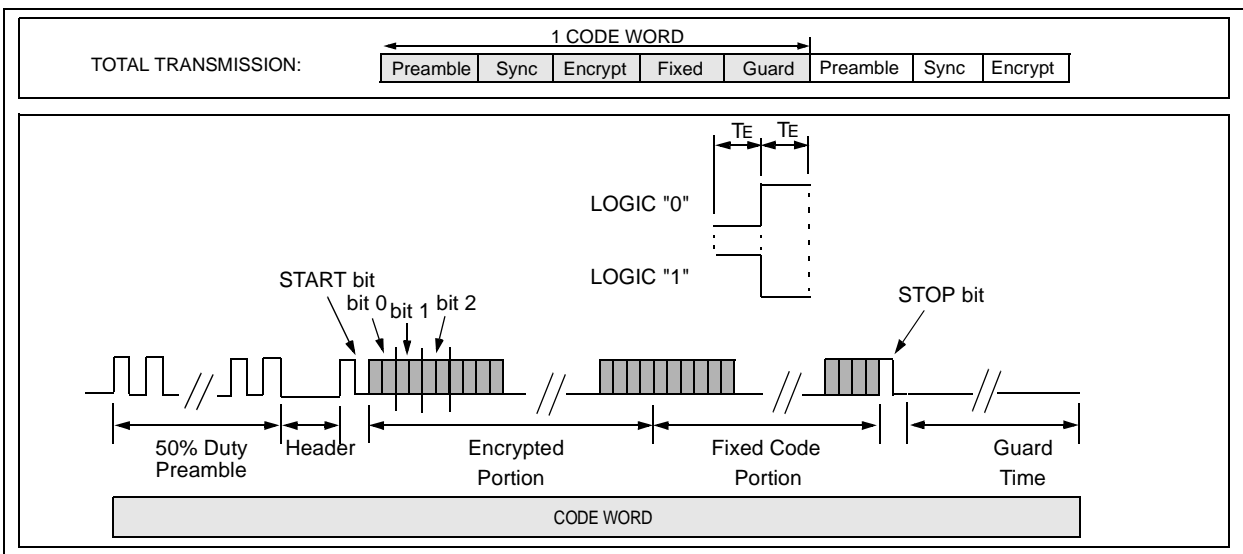 1 CODE WORD
TOTAL TRANSMISSION: Preamble Sync Encrypt Fixed Guard Preamble Sync Encrypt
TE TE
LOGIC "0"
LOGIC "1"
START bit
bit 0 bit 1 bit 2
STOP bit
50% Duty Preamble
Header
Encrypted Portion
Fixed Code Portion
Guard Time
CODE WORD